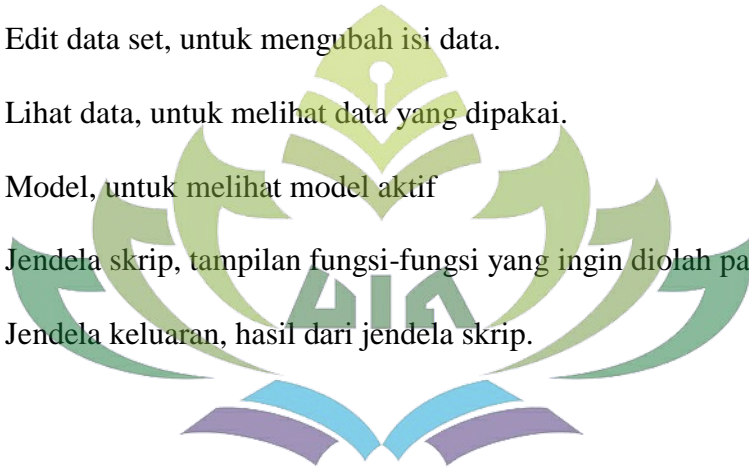 Edit data set, untuk mengubah isi data.
Lihat data, untuk melihat data yang dipakai.
Model, untuk melihat model aktif
Jendela skrip, tampilan fungsi-fungsi yang ingin diolah pa
Jendela keluaran, hasil dari jendela skrip.